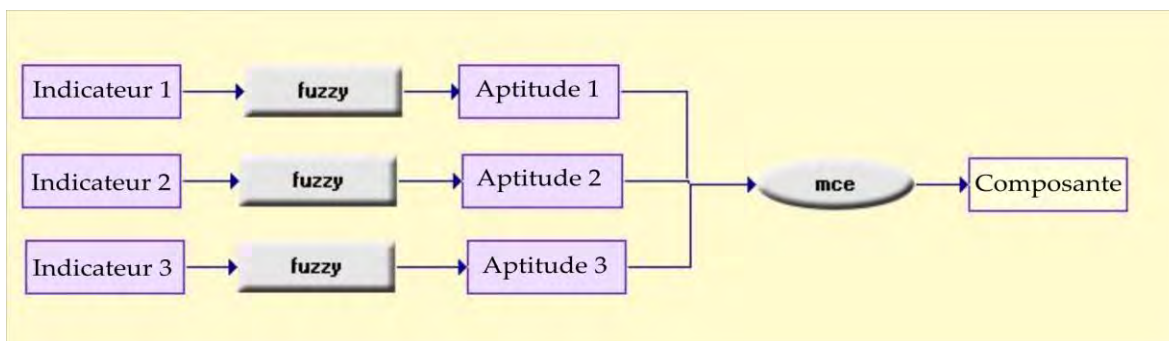 Indicateur 1 fuzzy Aptitude 1
Indicateur 2 fuzzy Aptitude 2 mce Composante
Indicateur 3 fuzzy Aptitude 3